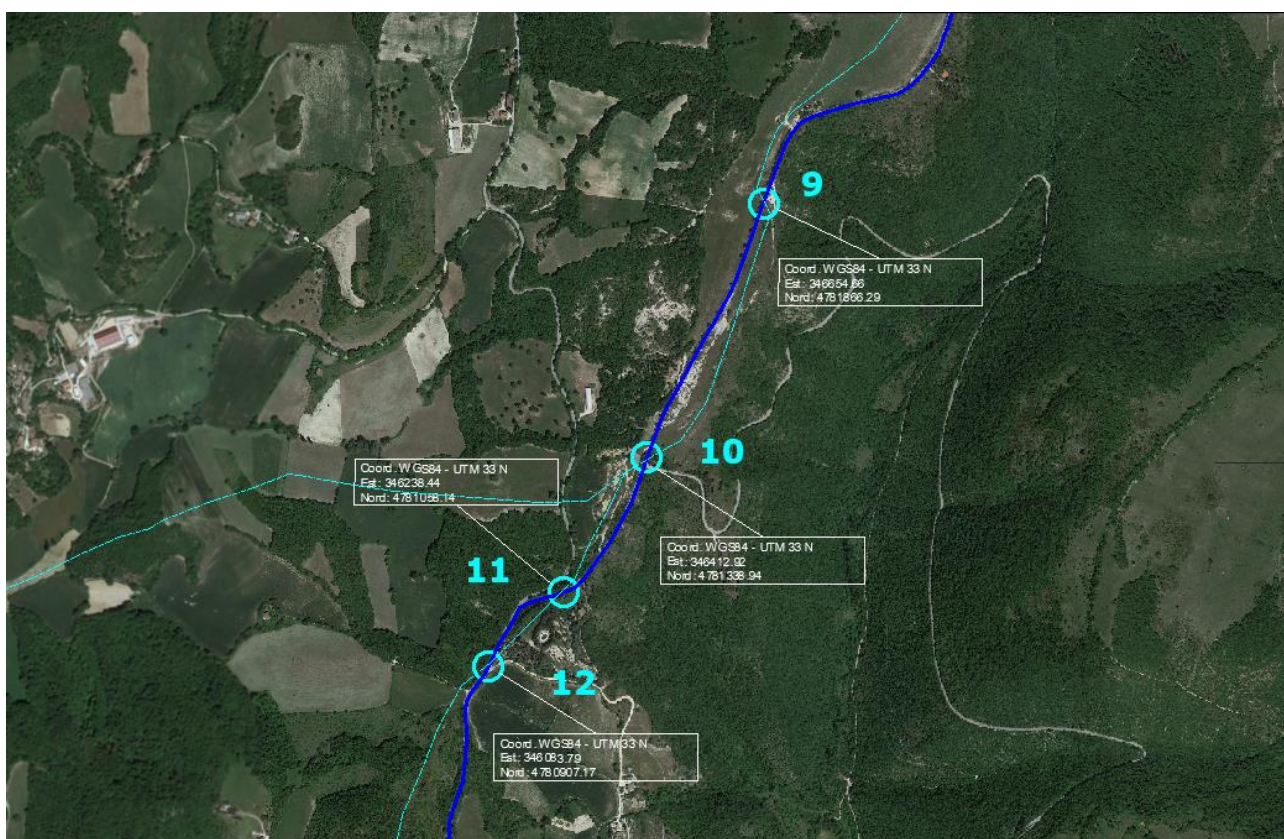 9
Coord. WGS84 - UTM 33 N
Est: 346654.66
Nord: 4781866.29
10
Coord. WGS84 - UTM 33 N
Est: 346238.44
Nord: 4781058.14
Coord. WGS84 - UTM 33 N
Est: 346412.92
Nord: 4781338.94
11
12
Coord. WGS84 - UTM 33 N
Est: 346083.79
Nord: 4780907.17